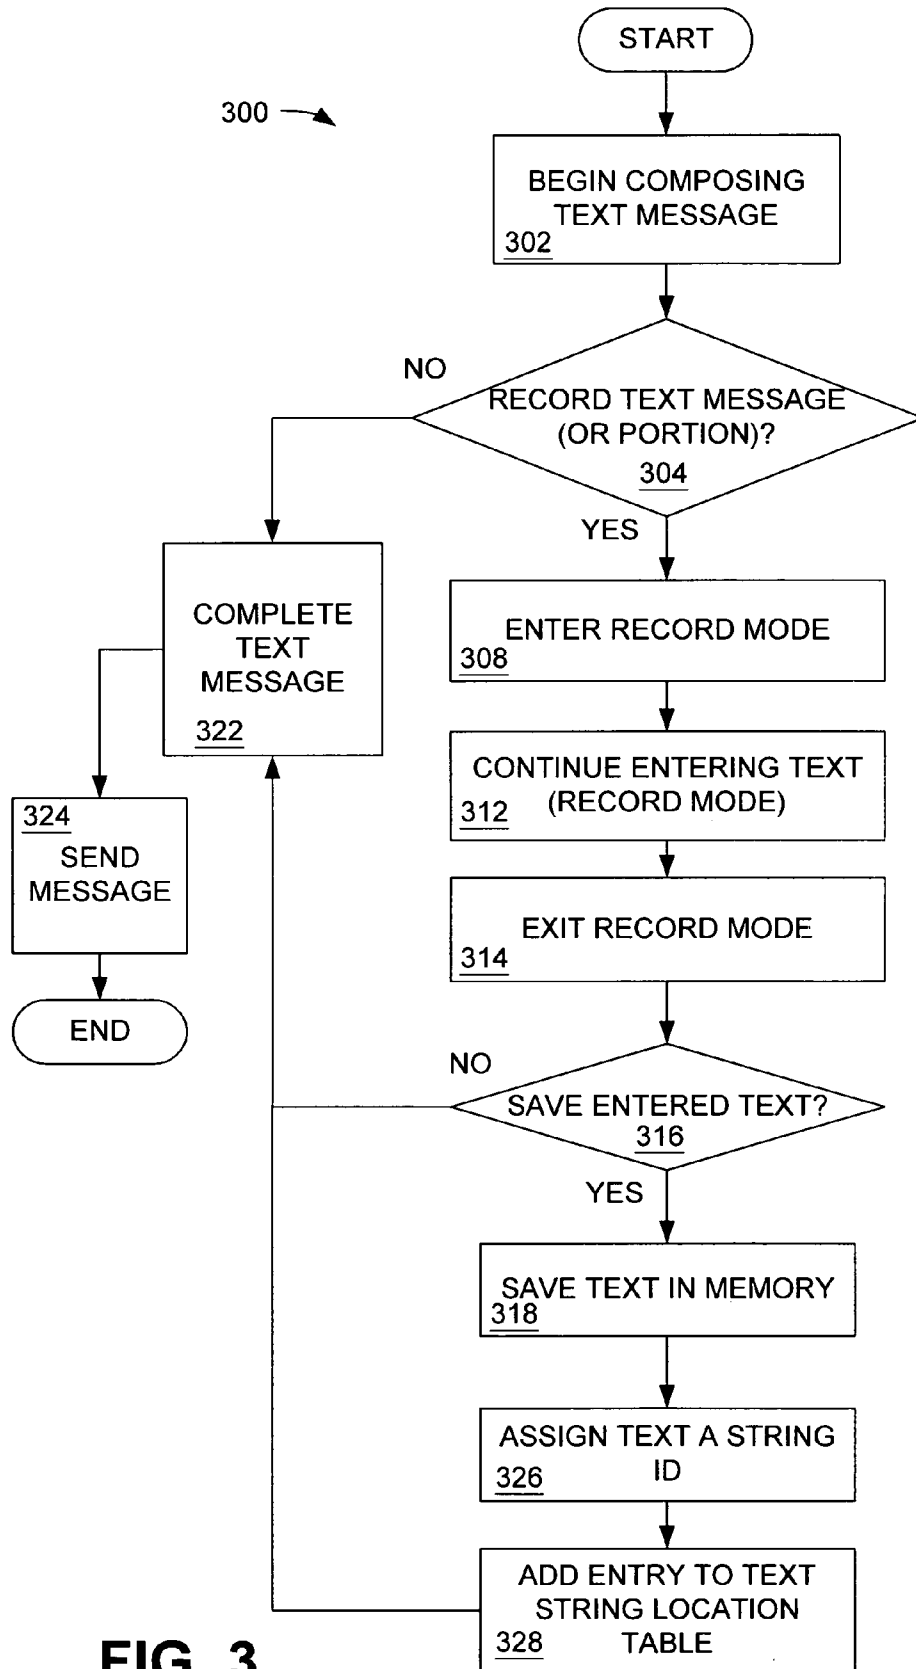 START
300
BEGIN COMPOSING
TEXT MESSAGE
302
NO
RECORD TEXT MESSAGE
(OR PORTION)?
304
YES
COMPLETE
TEXT
MESSAGE
322
ENTER RECORD MODE
308
CONTINUE ENTERING TEXT
(RECORD MODE)
312
324
SEND
MESSAGE
EXIT RECORD MODE
314
END
NO
SAVE ENTERED TEXT?
316
YES
SAVE TEXT IN MEMORY
318
ASSIGN TEXT A STRING
ID
326
ADD ENTRY TO TEXT
STRING LOCATION
TABLE
328
FIG. 3